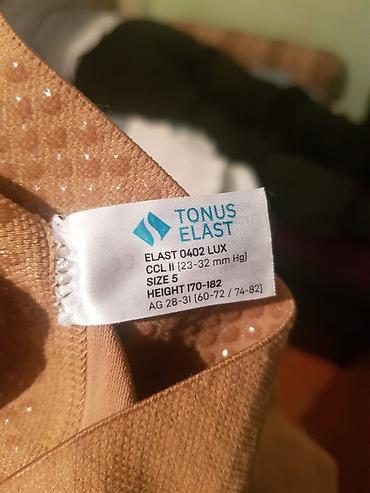 TONUS
ELAST
ELAST 0402 LUX
CCL II (23-32 mm Hg)
SIZE 5
HEIGHT 170-182
AG 28-31 (60-72 / 74-82)